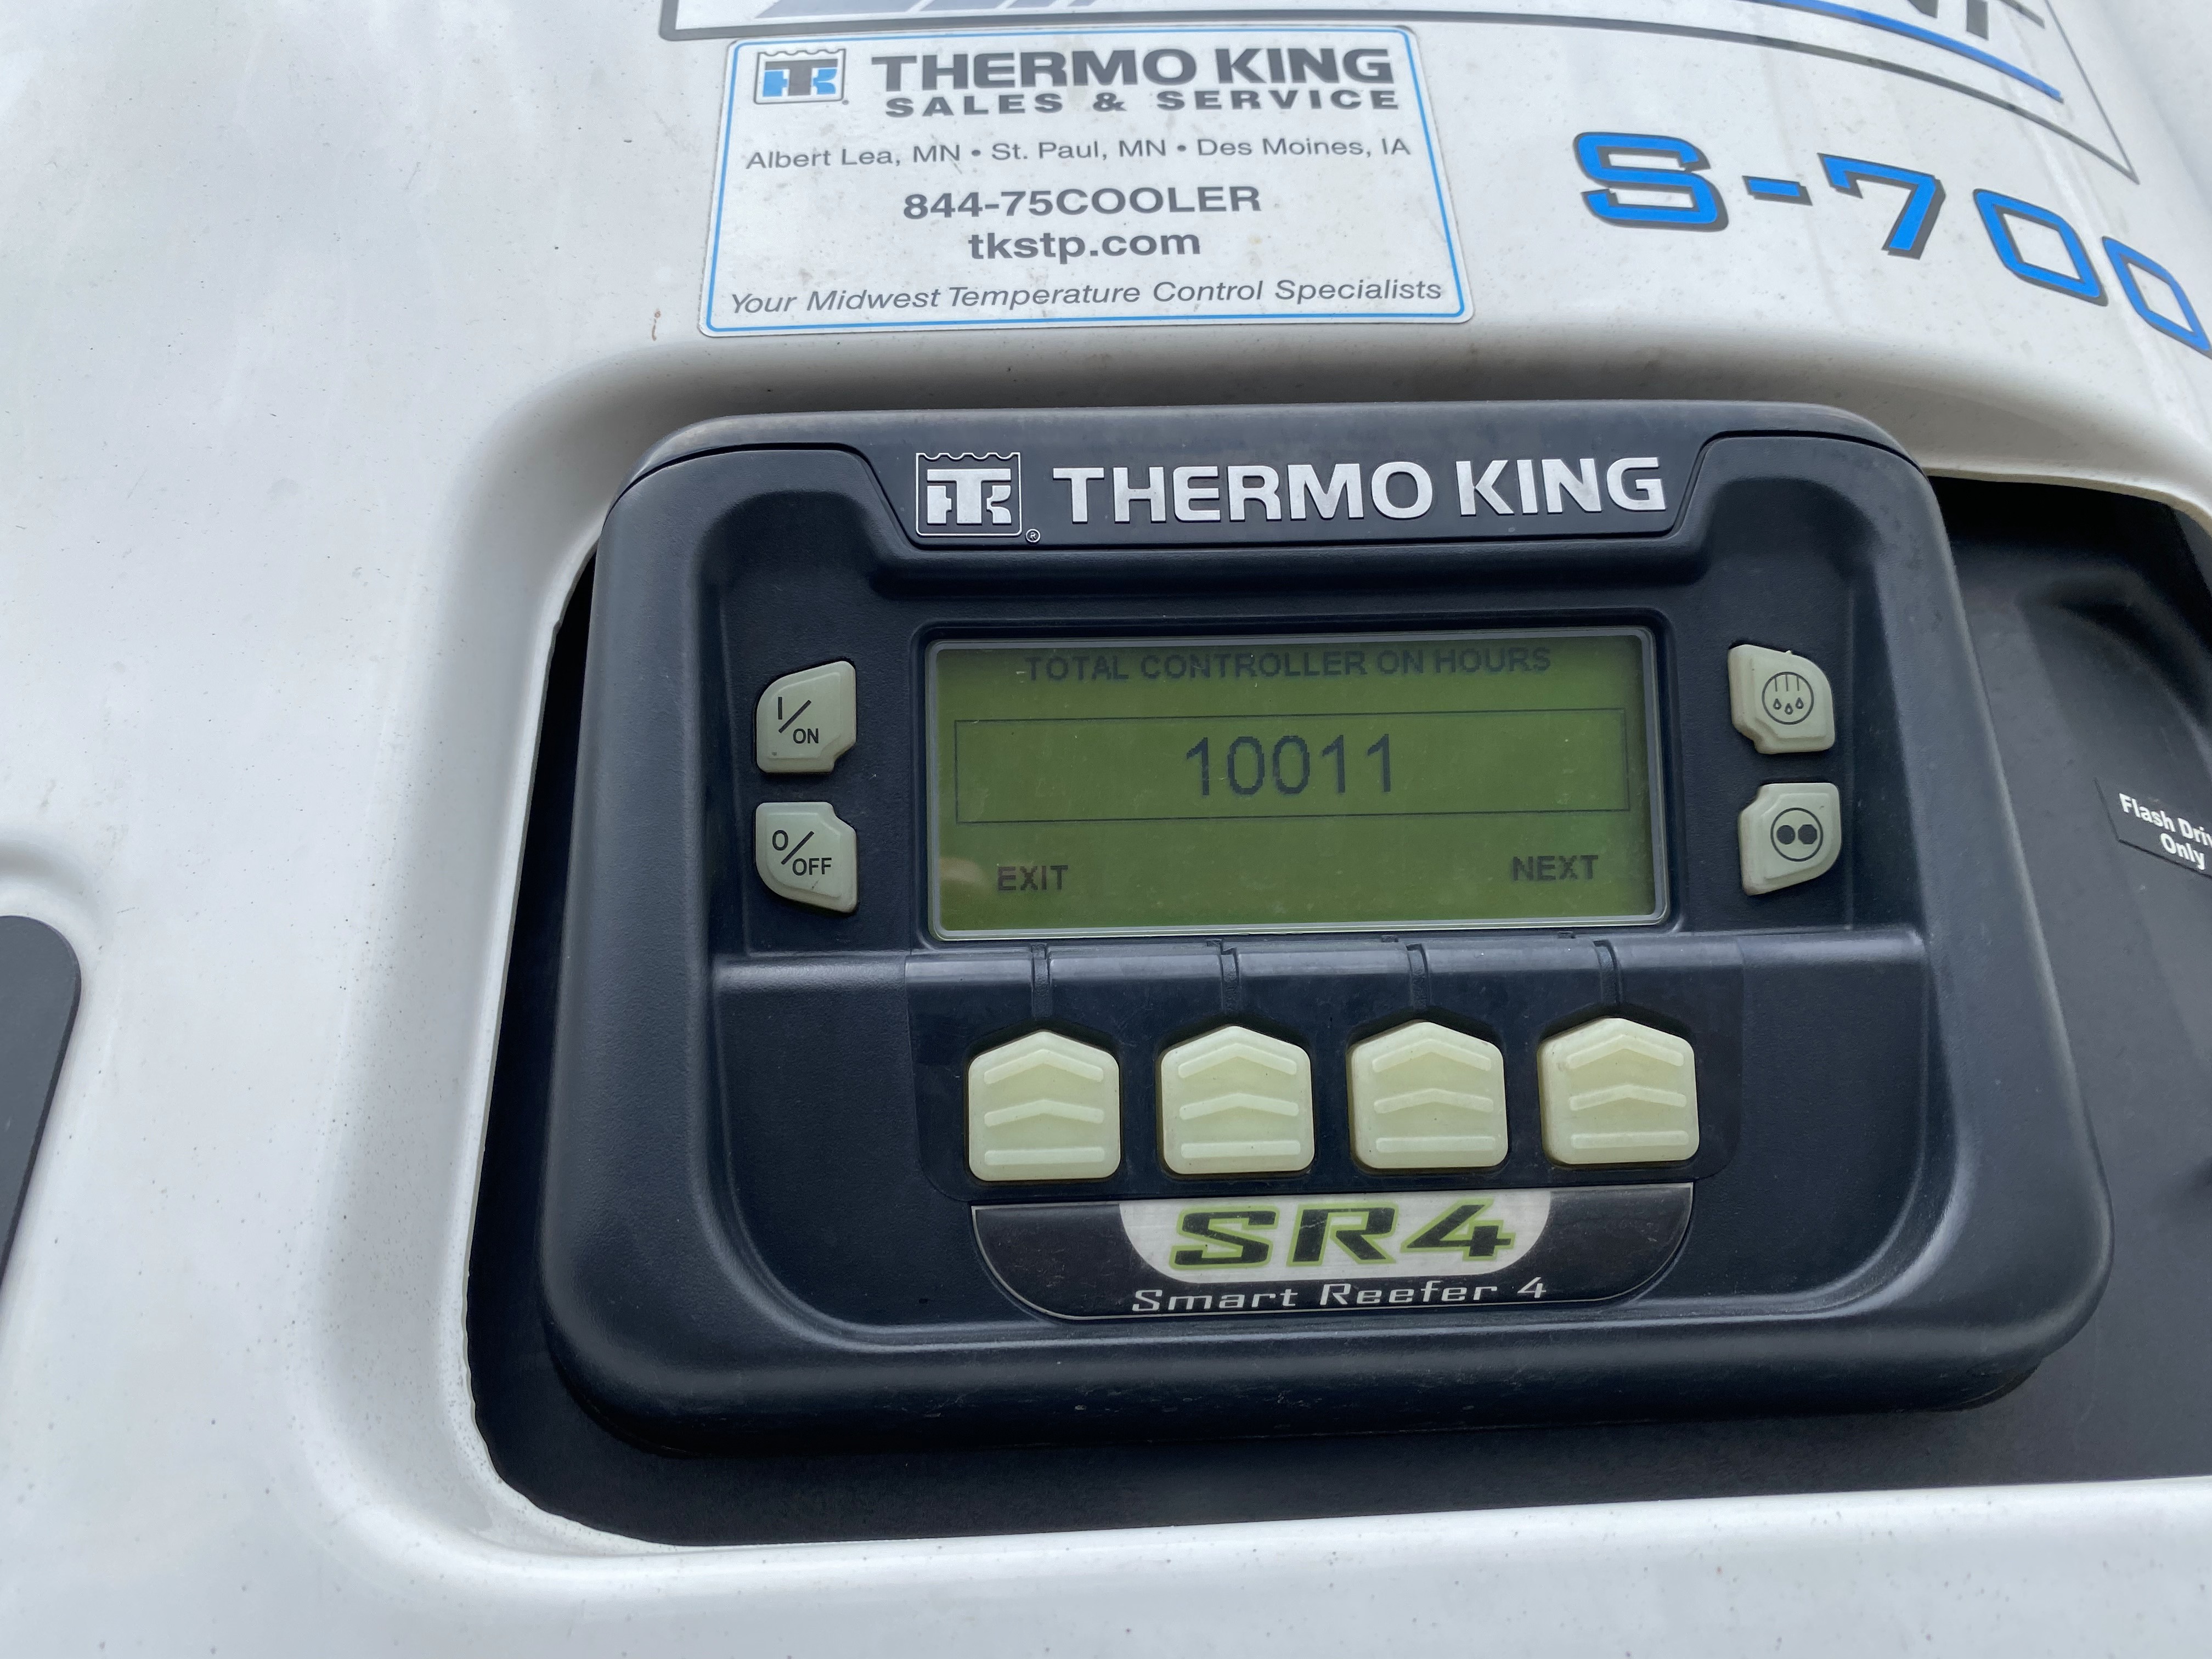 THERMO KING
SALES & SERVICE
Albert Lea, MN • St. Paul, MN • Des Moines, IA
844-75COOLER
tkstp.com
Your Midwest Temperature Control Specialists
S-700
THERMO KING
®
TOTAL CONTROLLER ON HOURS
10011
EXIT NEXT
I/ON
O/OFF
Flash
Only
SR4
Smart Reefer 4